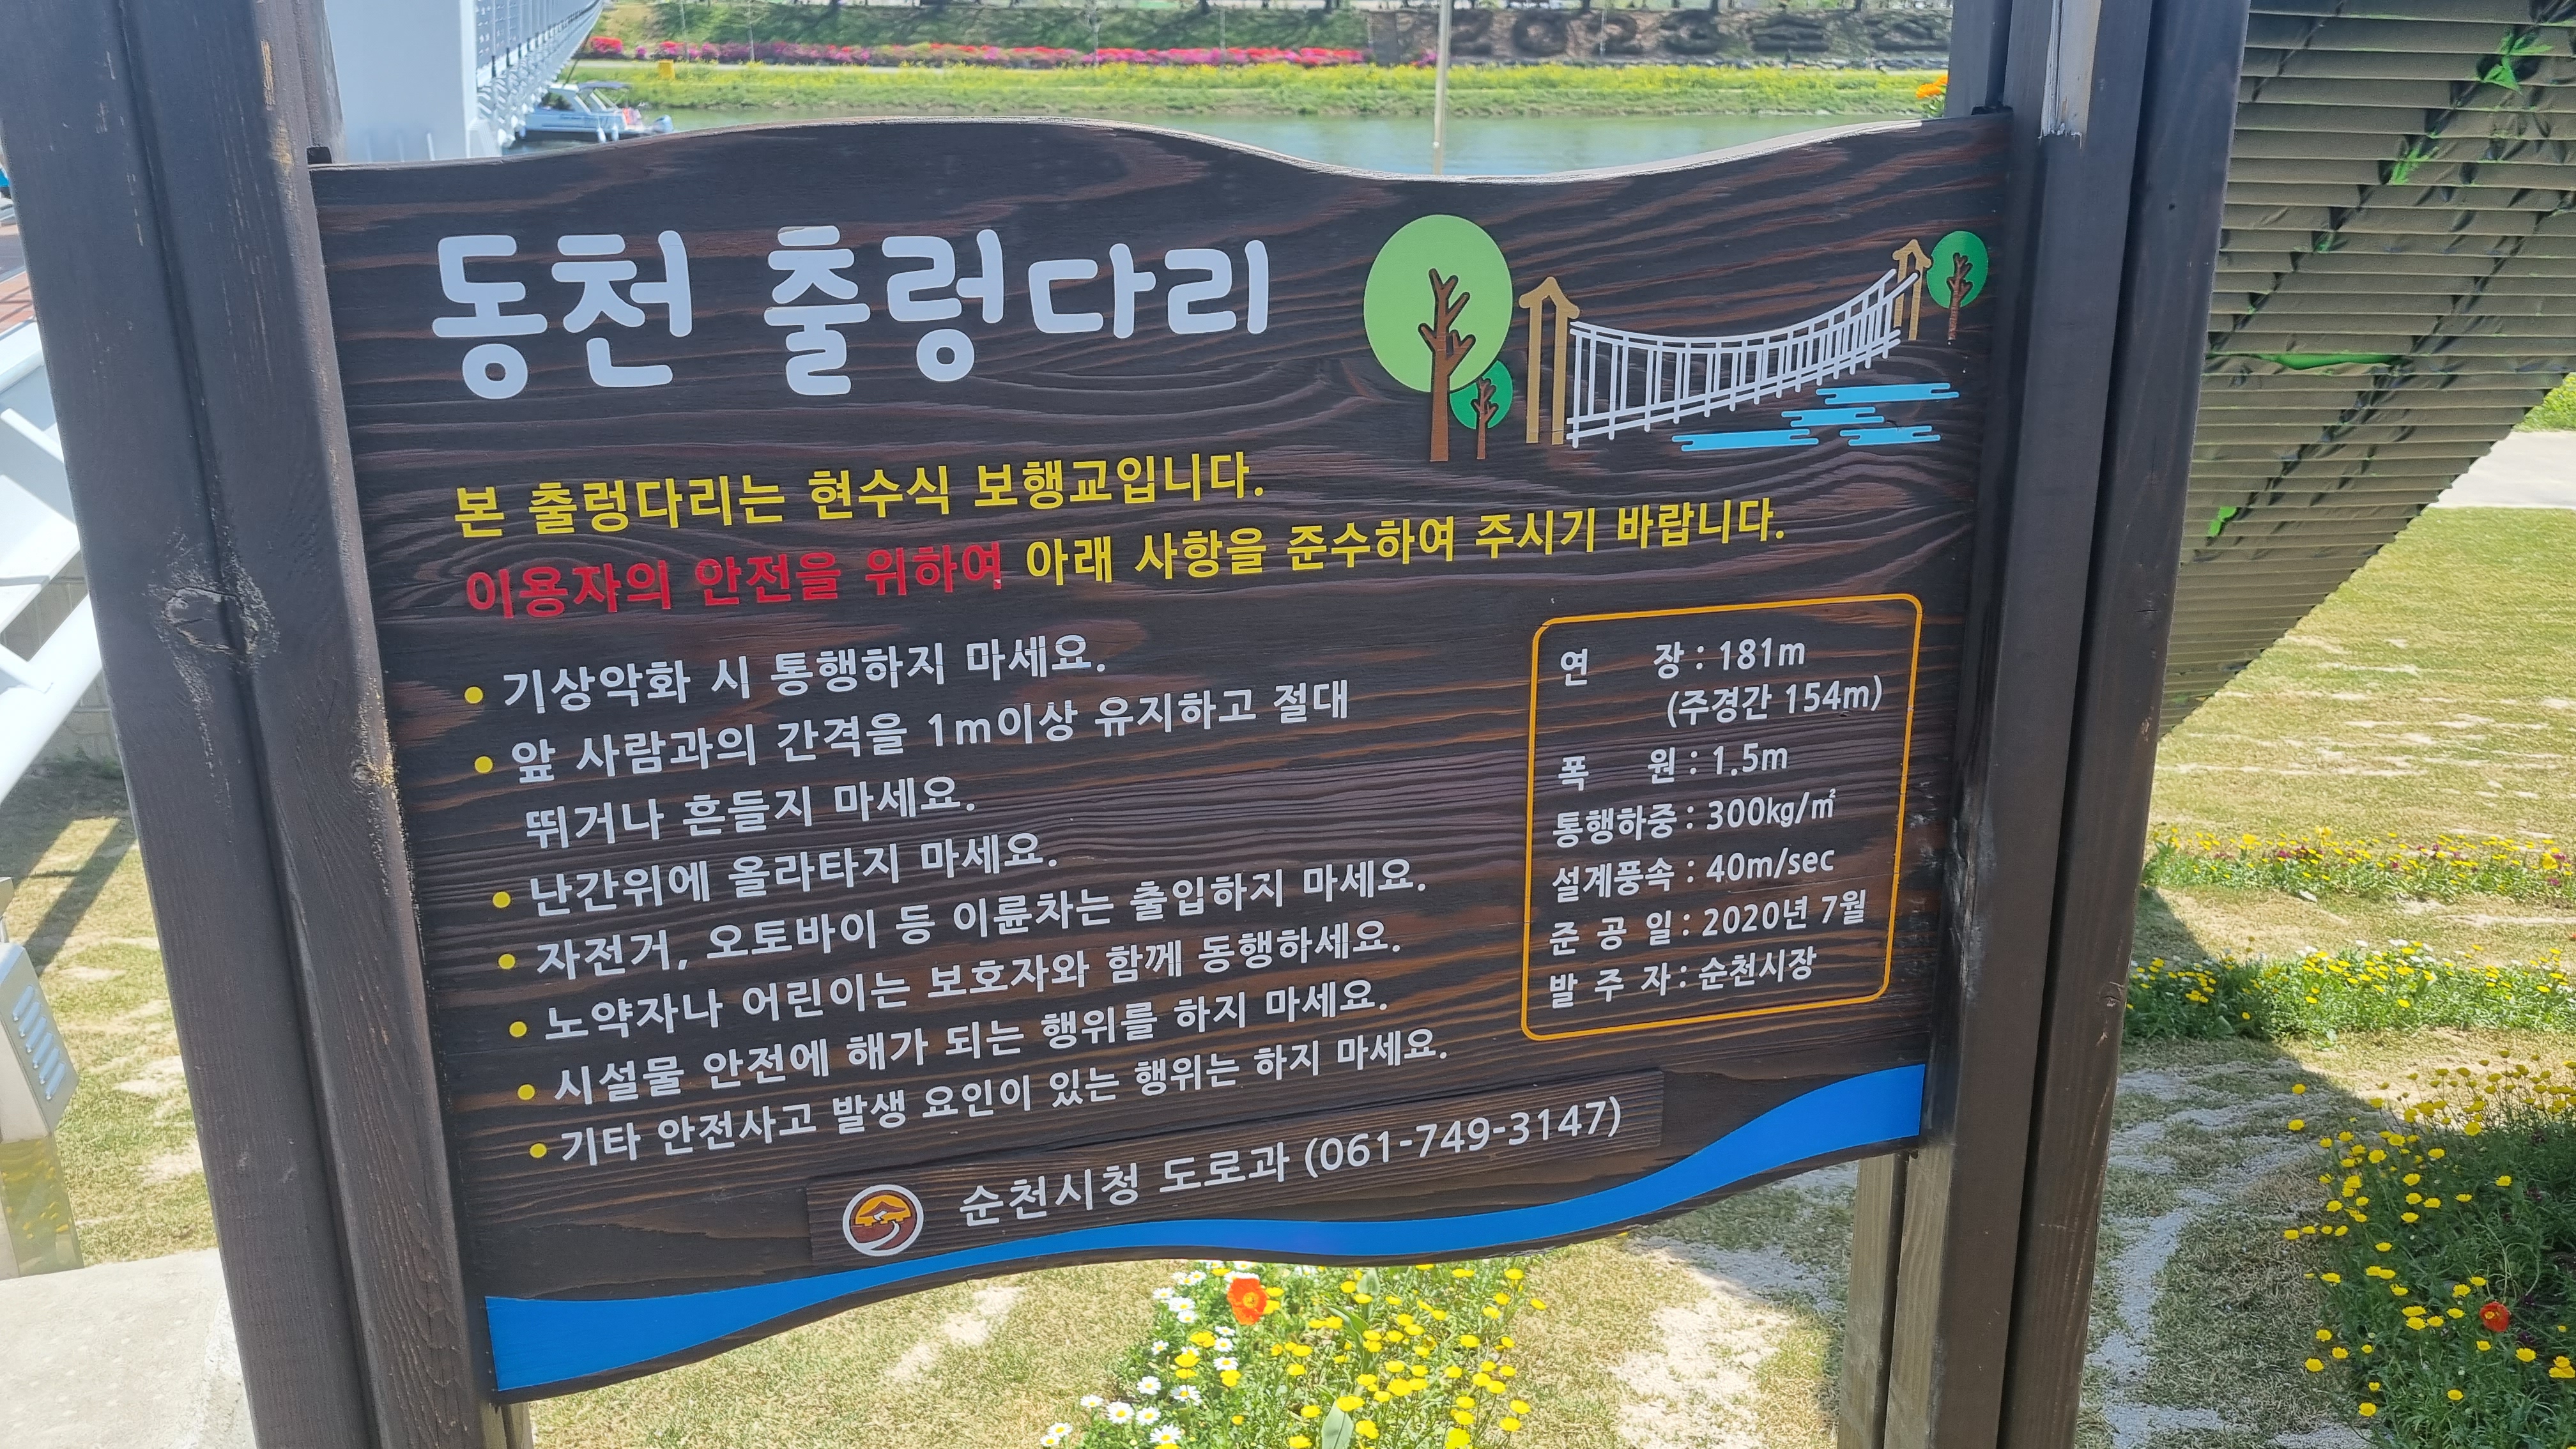 동천 출렁다리
본 출렁다리는 현수식 보행교입니다.
이용자의 안전을 위하여 아래 사항을 준수하여 주시기 바랍니다.
• 기상악화 시 통행하지 마세요.
• 앞 사람과의 간격을 1m이상 유지하고 절대
뛰거나 흔들지 마세요.
• 난간위에 올라타지 마세요.
• 자전거, 오토바이 등 이륜차는 출입하지 마세요.
• 노약자나 어린이는 보호자와 함께 동행하세요.
• 시설물 안전에 해가 되는 행위를 하지 마세요.
• 기타 안전사고 발생 요인이 있는 행위는 하지 마세요.
연 장 : 181m
(주경간 154m)
폭 원 : 1.5m
통행하중 : 300kg/㎡
설계풍속 : 40m/sec
준 공 일 : 2020년 7월
발 주 자 : 순천시장
순천시청 도로과 (061-749-3147)